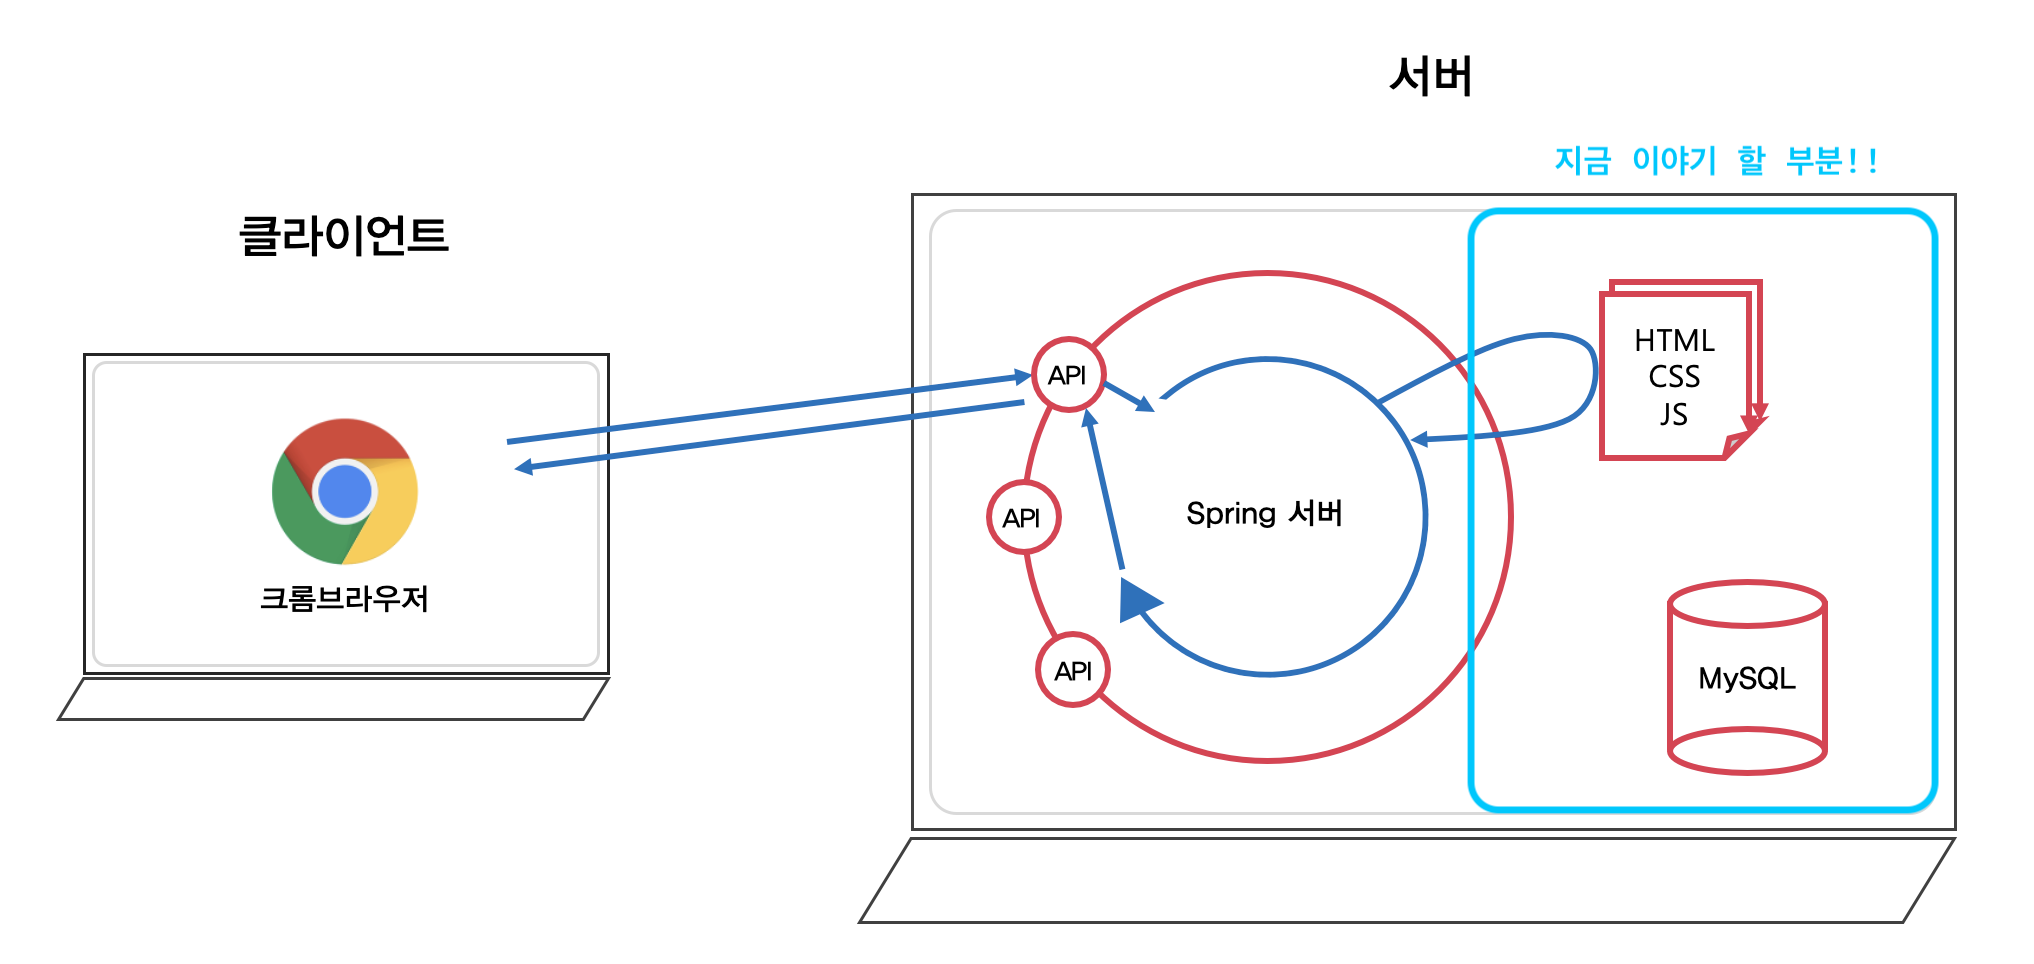 서버
지금 이야기 할 부분!!
클라이언트
크롬브라우저
API
API
API
Spring 서버
HTML
CSS
JS
MySQL